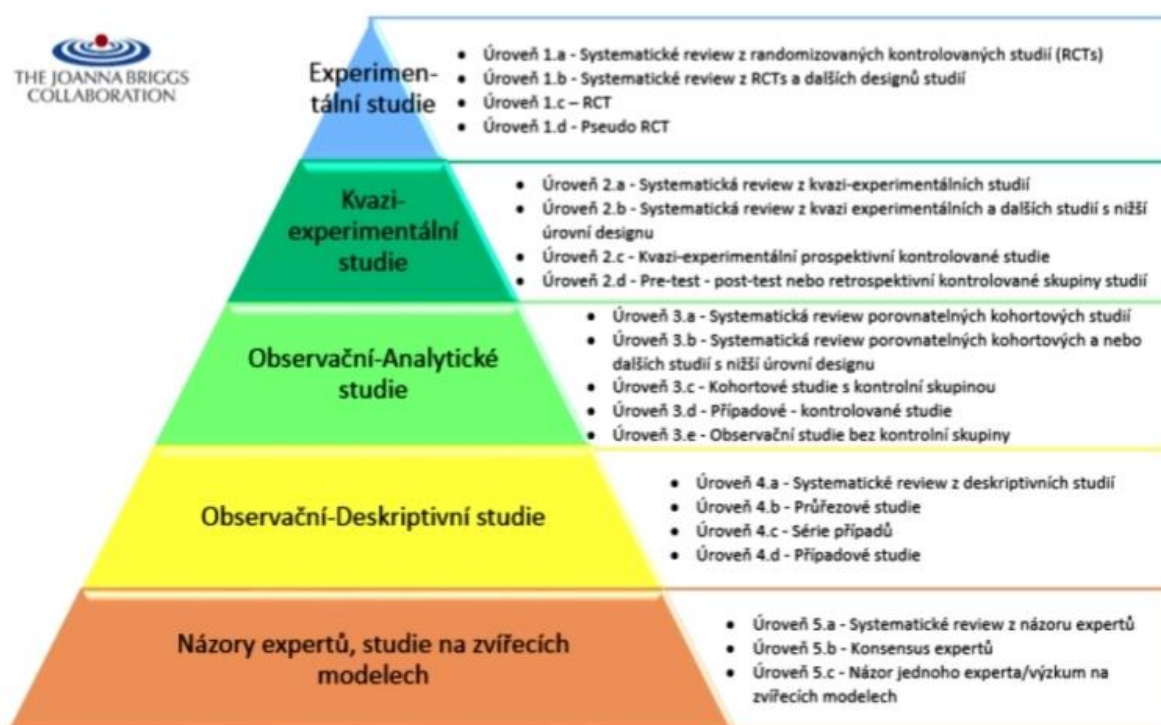 THE JOANNA BRIGGS
COLLABORATION
Experimen-
tální studie
• Úroveň 1.a - Systematické review z randomizovaných kontrolovaných studií (RCTs)
• Úroveň 1.b - Systematické review z RCTs a dalších designů studií
• Úroveň 1.c – RCT
• Úroveň 1.d - Pseudo RCT
Kvazi-
experimentální
studie
• Úroveň 2.a - Systematická review z kvazi-experimentálních studií
• Úroveň 2.b - Systematická review z kvazi experimentálních a dalších studií s nižší
úrovní designu
• Úroveň 2.c - Kvazi-experimentální prospektivní kontrolované studie
• Úroveň 2.d - Pre-test - post-test nebo retrospektivní kontrolované skupiny studií
Observační-Analytické
studie
• Úroveň 3.a - Systematická review porovnatelných kohortových studií
• Úroveň 3.b - Systematická review porovnatelných kohortových a nebo
dalších studií s nižší úrovní designu
• Úroveň 3.c - Kohortové studie s kontrolní skupinou
• Úroveň 3.d - Případové - kontrolované studie
• Úroveň 3.e - Observační studie bez kontrolní skupiny
Observační-Deskriptivní studie
• Úroveň 4.a - Systematické review z deskriptivních studií
• Úroveň 4.b - Průřezové studie
• Úroveň 4.c - Série případů
• Úroveň 4.d - Případové studie
Názory expertů, studie na zvířecích
modelech
• Úroveň 5.a - Systematické review z názoru expertů
• Úroveň 5.b - Konsensus expertů
• Úroveň 5.c - Názor jednoho experta/výzkum na
zvířecích modelech